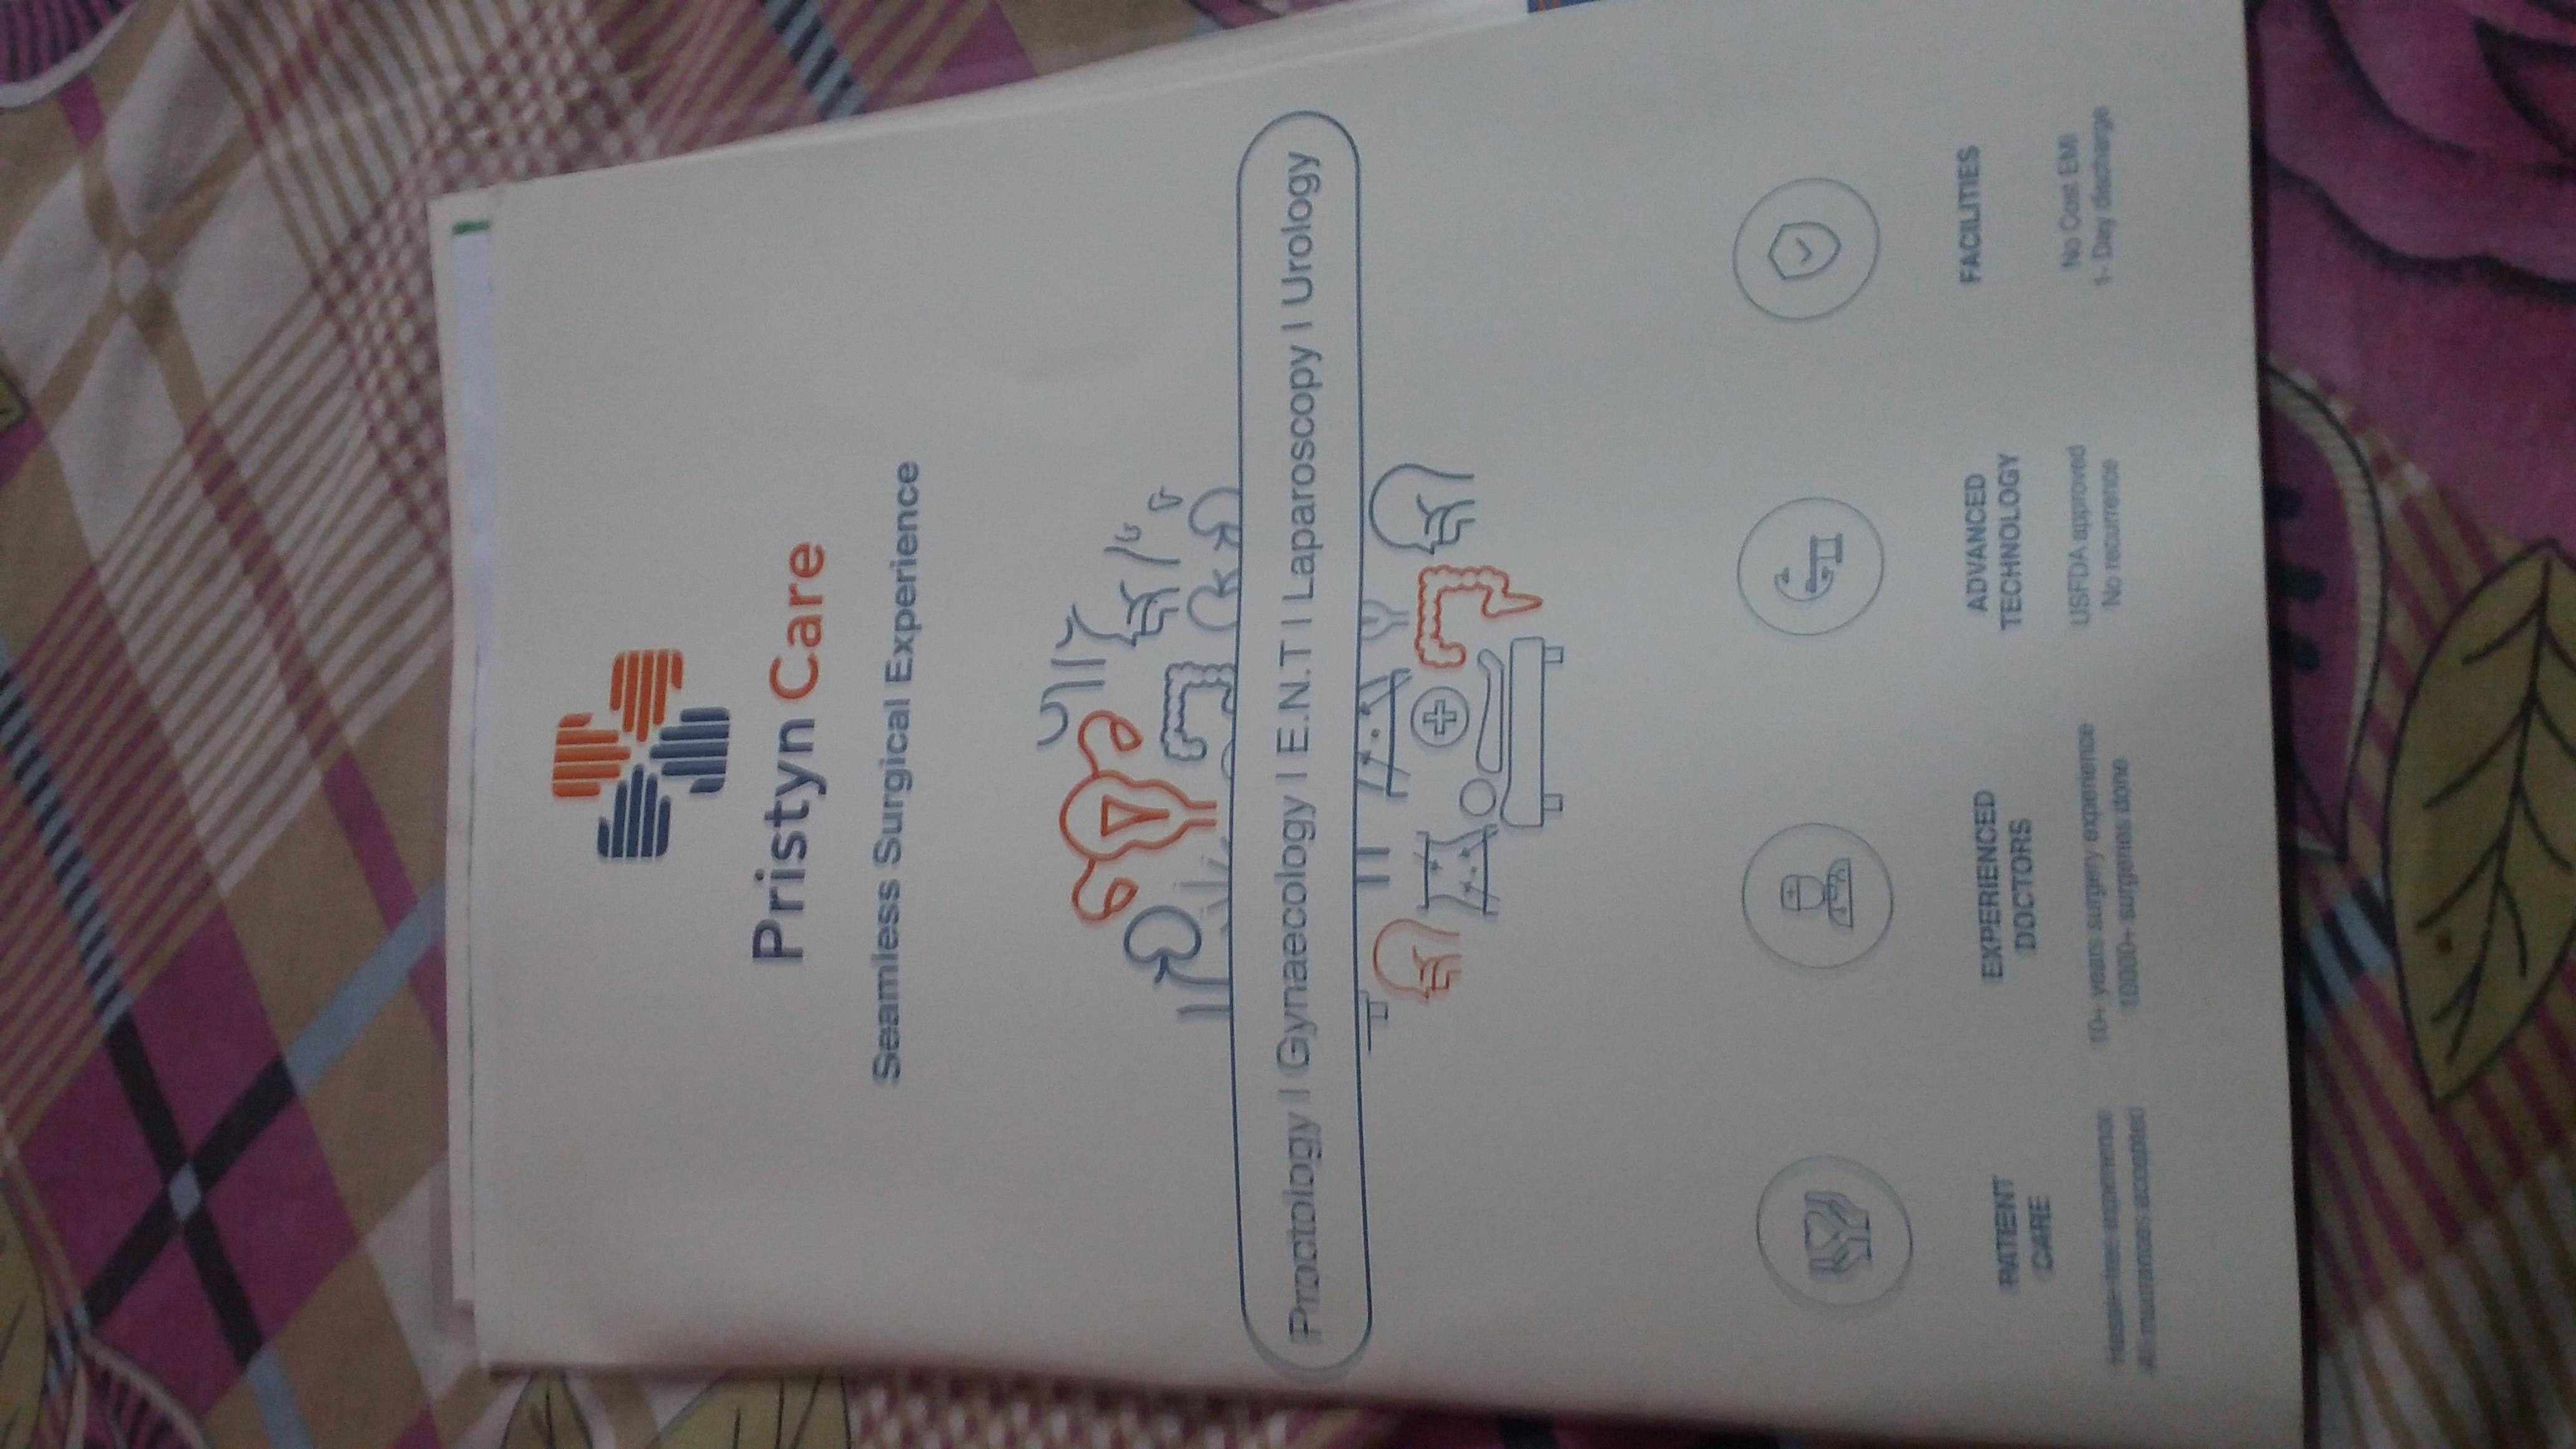 Pristyn Care
Seamless Surgical Experience
Proctology | Gynaecology | E.N.T | Laparoscopy | Urology
PATIENT
CARE
Hassle-free experience
All insurances accepted
EXPERIENCED
DOCTORS
10+ years surgery experience
10000+ surgeries done
ADVANCED
TECHNOLOGY
USFDA approved
No recurrence
FACILITIES
No Cost EMI
1- Day discharge